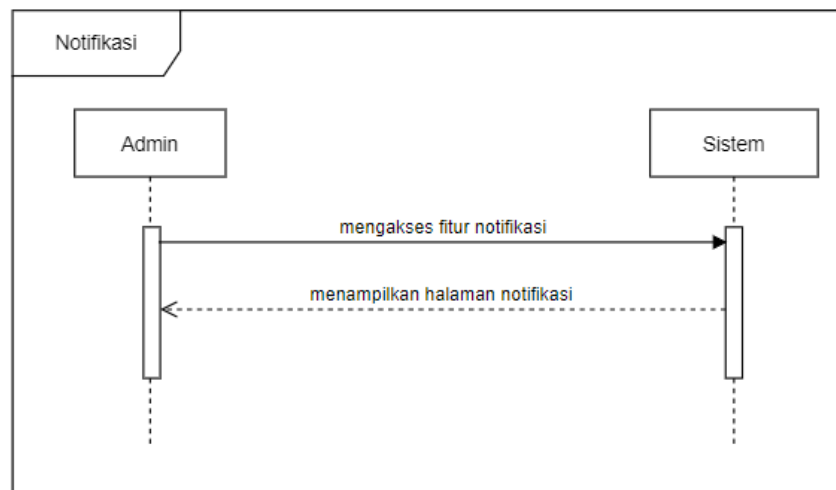 Notifikasi
Admin
Sistem
mengakses fitur notifikasi
menampilkan halaman notifikasi